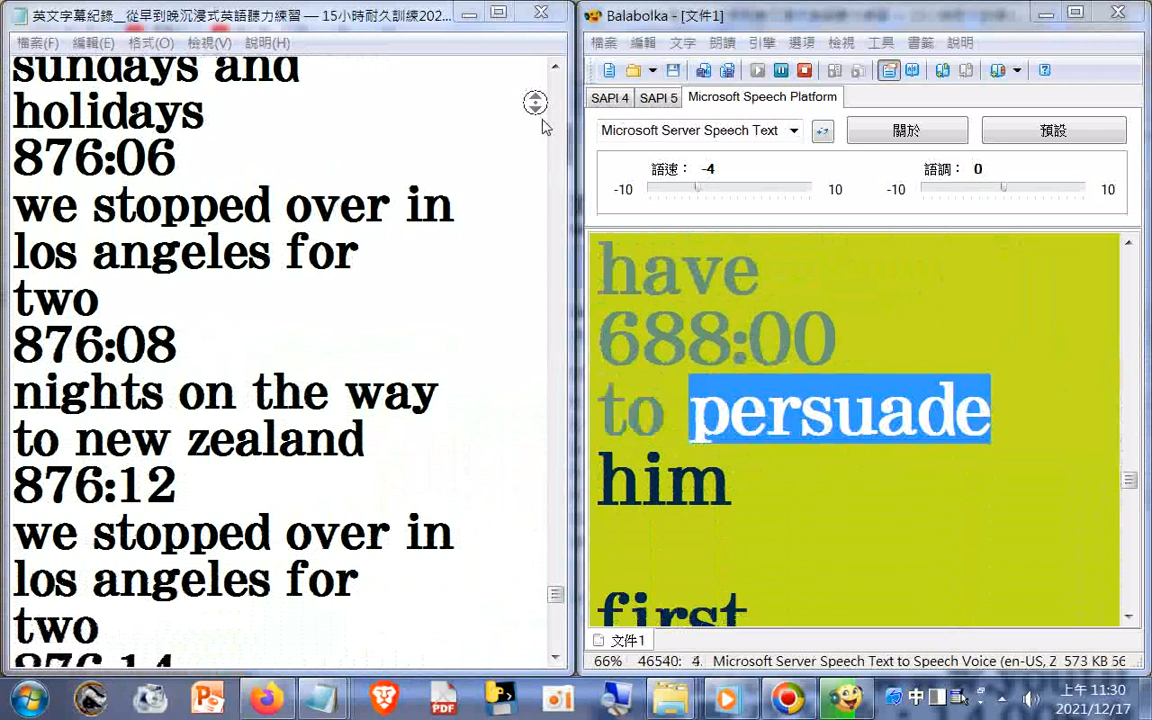 英文字幕紀錄__從早到晚沉浸式英語聽力練習 — 15小時耐久訓練202...
檔案(F) 編輯(E) 格式(O) 檢視(V) 說明(H)
sundays and
holidays
876:06
we stopped over in
los angeles for
two
876:08
nights on the way
to new zealand
876:12
we stopped over in
los angeles for
two
876:14
Balabolka - [文件1]
檔案 編輯 文字 朗讀 引擎 選項 檢視 工具 書籤 說明
SAPI 4 SAPI 5 Microsoft Speech Platform
Microsoft Server Speech Text 關於 預設
語速： -4 語調： 0
-10 10 -10 10
have
688:00
to persuade
him
first
文件1
66% 46540: 4. Microsoft Server Speech Text to Speech Voice (en-US, Z 573 KB 56
中 上午 11:30
2021/12/17